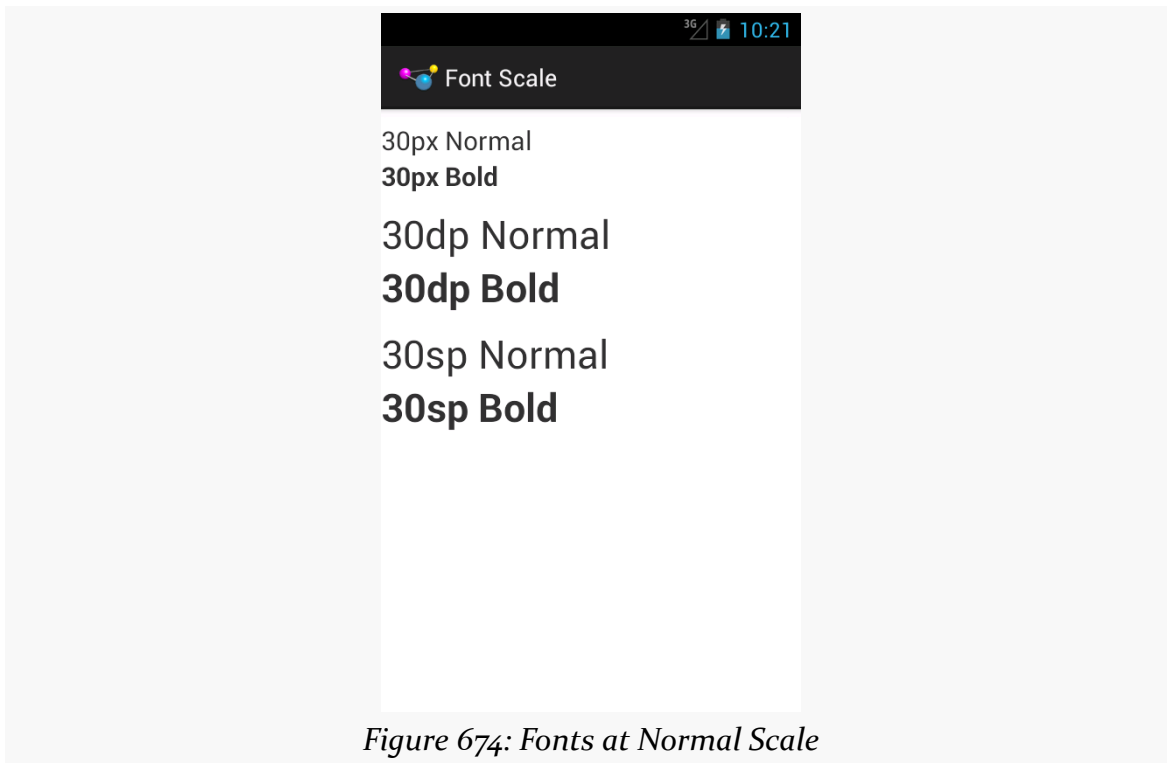 3G 10:21
Font Scale
30px Normal
30px Bold
30dp Normal
30dp Bold
30sp Normal
30sp Bold
Figure 674: Fonts at Normal Scale